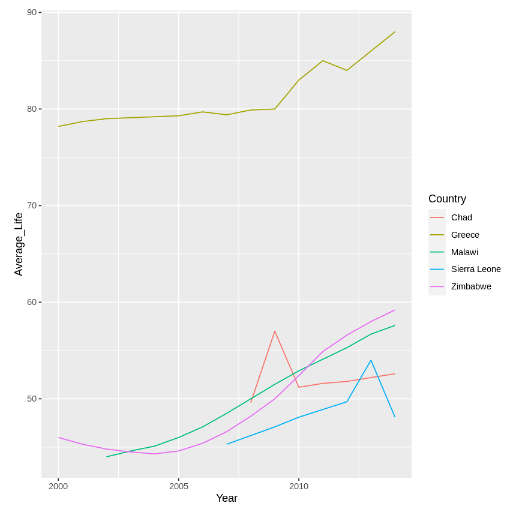 90
80
70
60
50
Average_Life
2000
2005
2010
Year
Country
Chad
Greece
Malawi
Sierra Leone
Zimbabwe